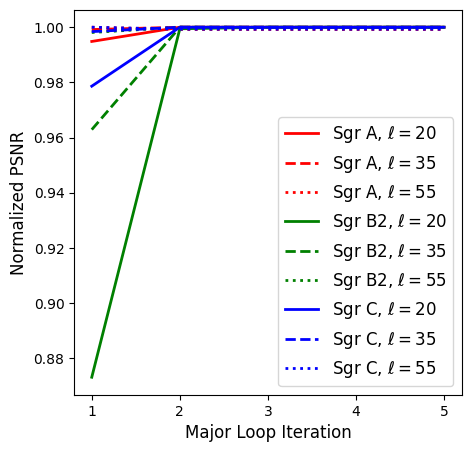 1.00
0.98
0.96
0.94
0.92
0.90
0.88
Normalized PSNR
Sgr A, ℓ = 20
Sgr A, ℓ = 35
Sgr A, ℓ = 55
Sgr B2, ℓ = 20
Sgr B2, ℓ = 35
Sgr B2, ℓ = 55
Sgr C, ℓ = 20
Sgr C, ℓ = 35
Sgr C, ℓ = 55
1 2 3 4 5
Major Loop Iteration